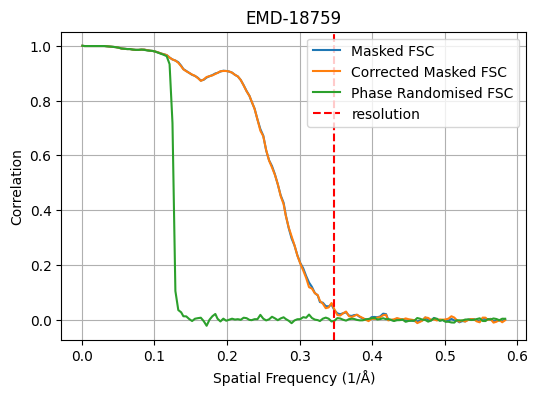 EMD-18759
Masked FSC
Corrected Masked FSC
Phase Randomised FSC
resolution
Correlation
1.0
0.8
0.6
0.4
0.2
0.0
0.0 0.1 0.2 0.3 0.4 0.5 0.6
Spatial Frequency (1/Å)